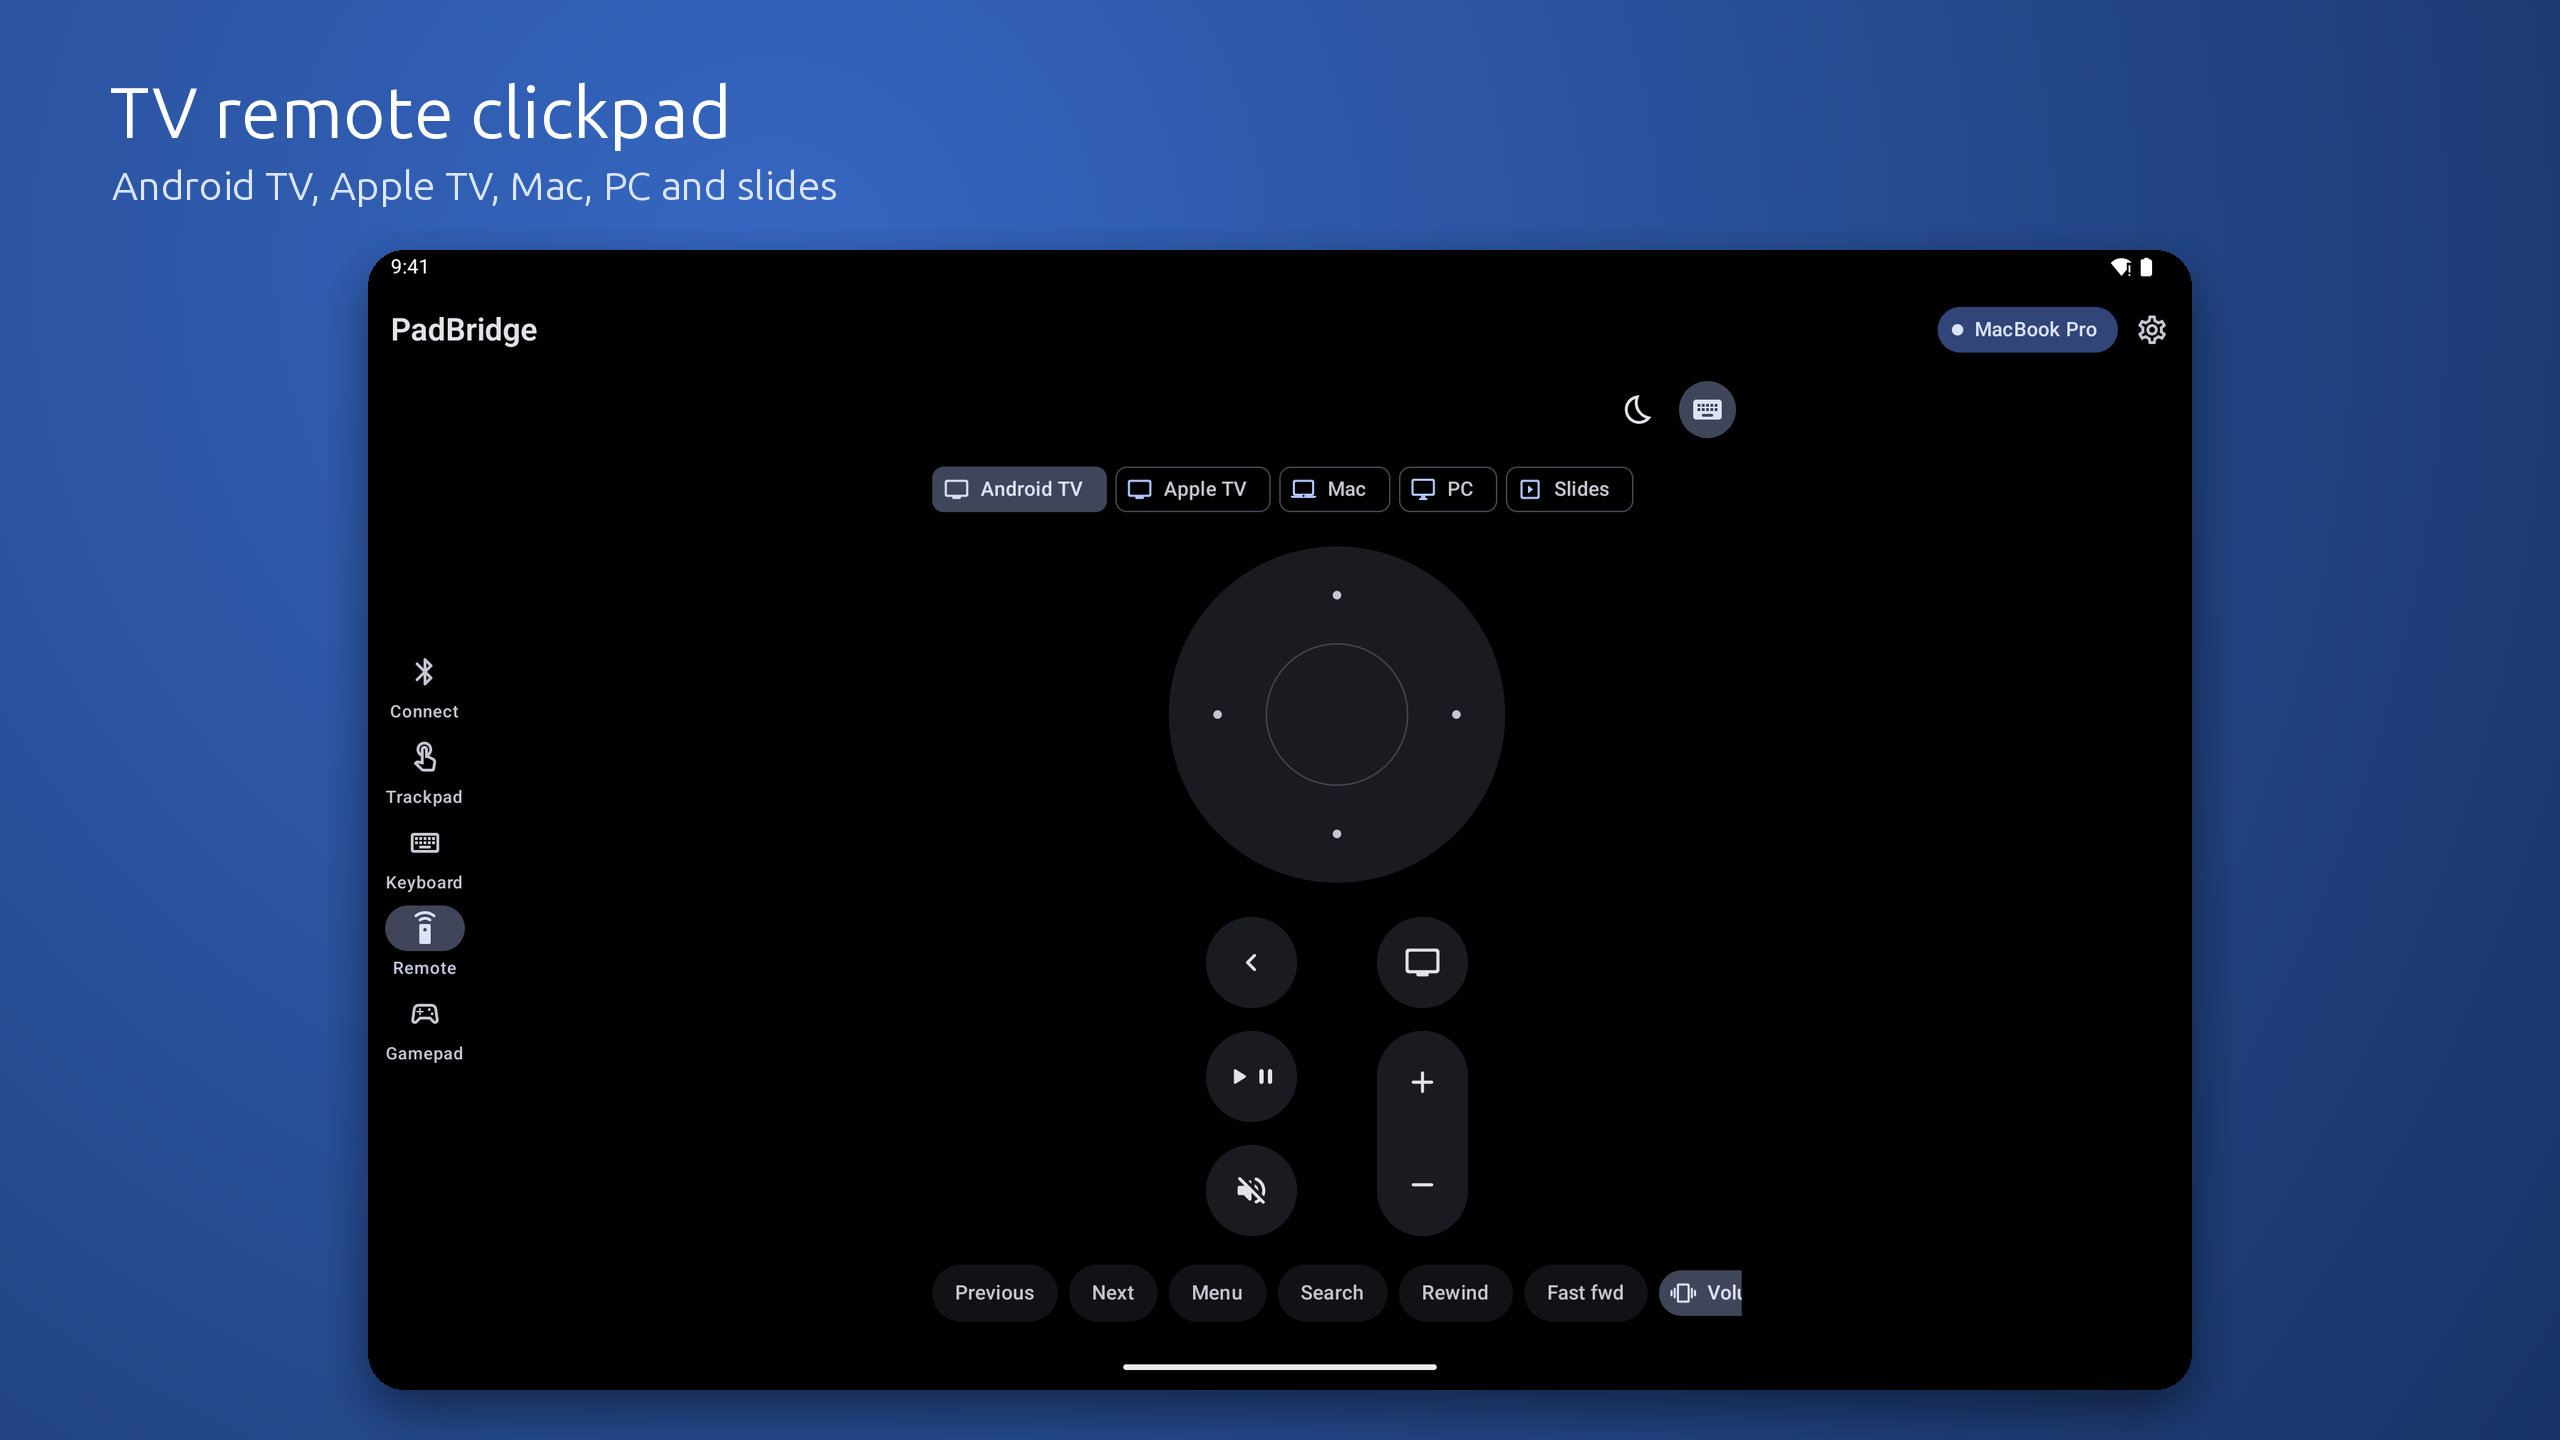 TV remote clickpad
Android TV, Apple TV, Mac, PC and slides
9:41
PadBridge
MacBook Pro
Android TV
Apple TV
Mac
PC
Slides
Connect
Trackpad
Keyboard
Remote
Gamepad
Previous
Next
Menu
Search
Rewind
Fast fwd